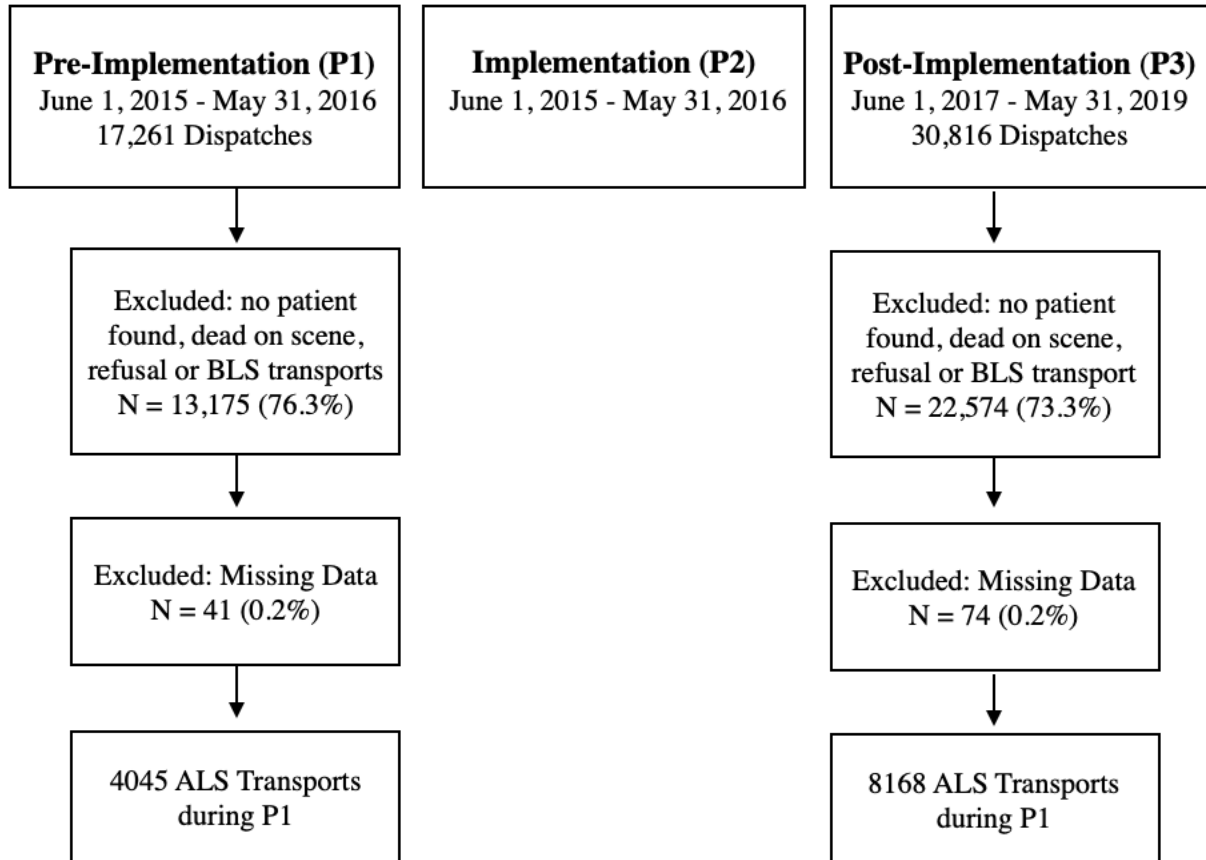 Pre-Implementation (P1)
June 1, 2015 - May 31, 2016
17,261 Dispatches
Implementation (P2)
June 1, 2015 - May 31, 2016
Post-Implementation (P3)
June 1, 2017 - May 31, 2019
30,816 Dispatches
Excluded: no patient
found, dead on scene,
refusal or BLS transports
N = 13,175 (76.3%)
Excluded: no patient
found, dead on scene,
refusal or BLS transport
N = 22,574 (73.3%)
Excluded: Missing Data
N = 41 (0.2%)
Excluded: Missing Data
N = 74 (0.2%)
4045 ALS Transports
during P1
8168 ALS Transports
during P1